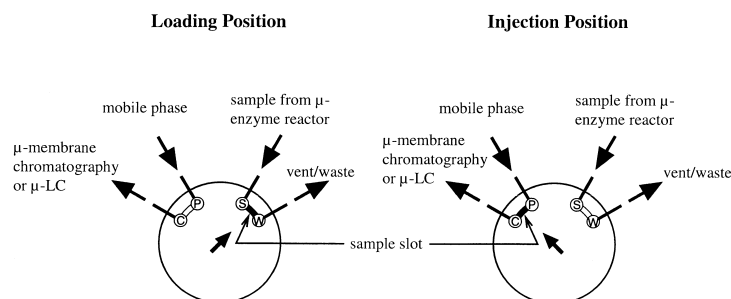 Loading Position
mobile phase
sample from µ-
enzyme reactor
µ-membrane
chromatography
or µ-LC
vent/waste
P
S
C
W
Injection Position
mobile phase
sample from µ-
enzyme reactor
µ-membrane
chromatography
or µ-LC
vent/waste
P
S
C
W
sample slot